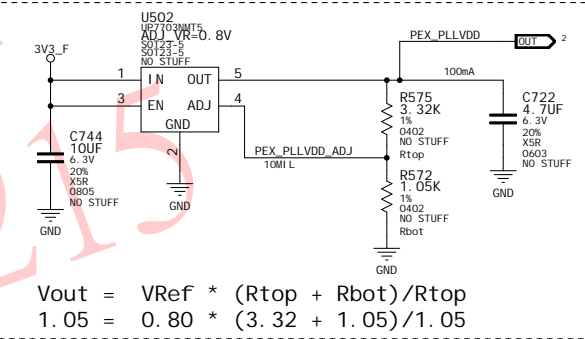 U502
UP7703NMT5
ADJ_VR=0.8V
SOT23-5
SOT23-5
NO STUFF
3V3_F
1
IN
OUT
5
3
EN
ADJ
4
GND
2
GND
PEX_PLLVDD
OUT
2
100mA
PEX_PLLVDD_ADJ
10MIL
C744
10UF
6.3V
20%
X5R
0805
NO STUFF
GND
R575
3.32K
1%
0402
NO STUFF
Rtop
R572
1.05K
1%
0402
NO STUFF
Rbot
GND
C722
4.7UF
6.3V
20%
X5R
0603
NO STUFF
GND
Vout = VRef * (Rtop + Rbot)/Rtop
1.05 = 0.80 * (3.32 + 1.05)/1.05